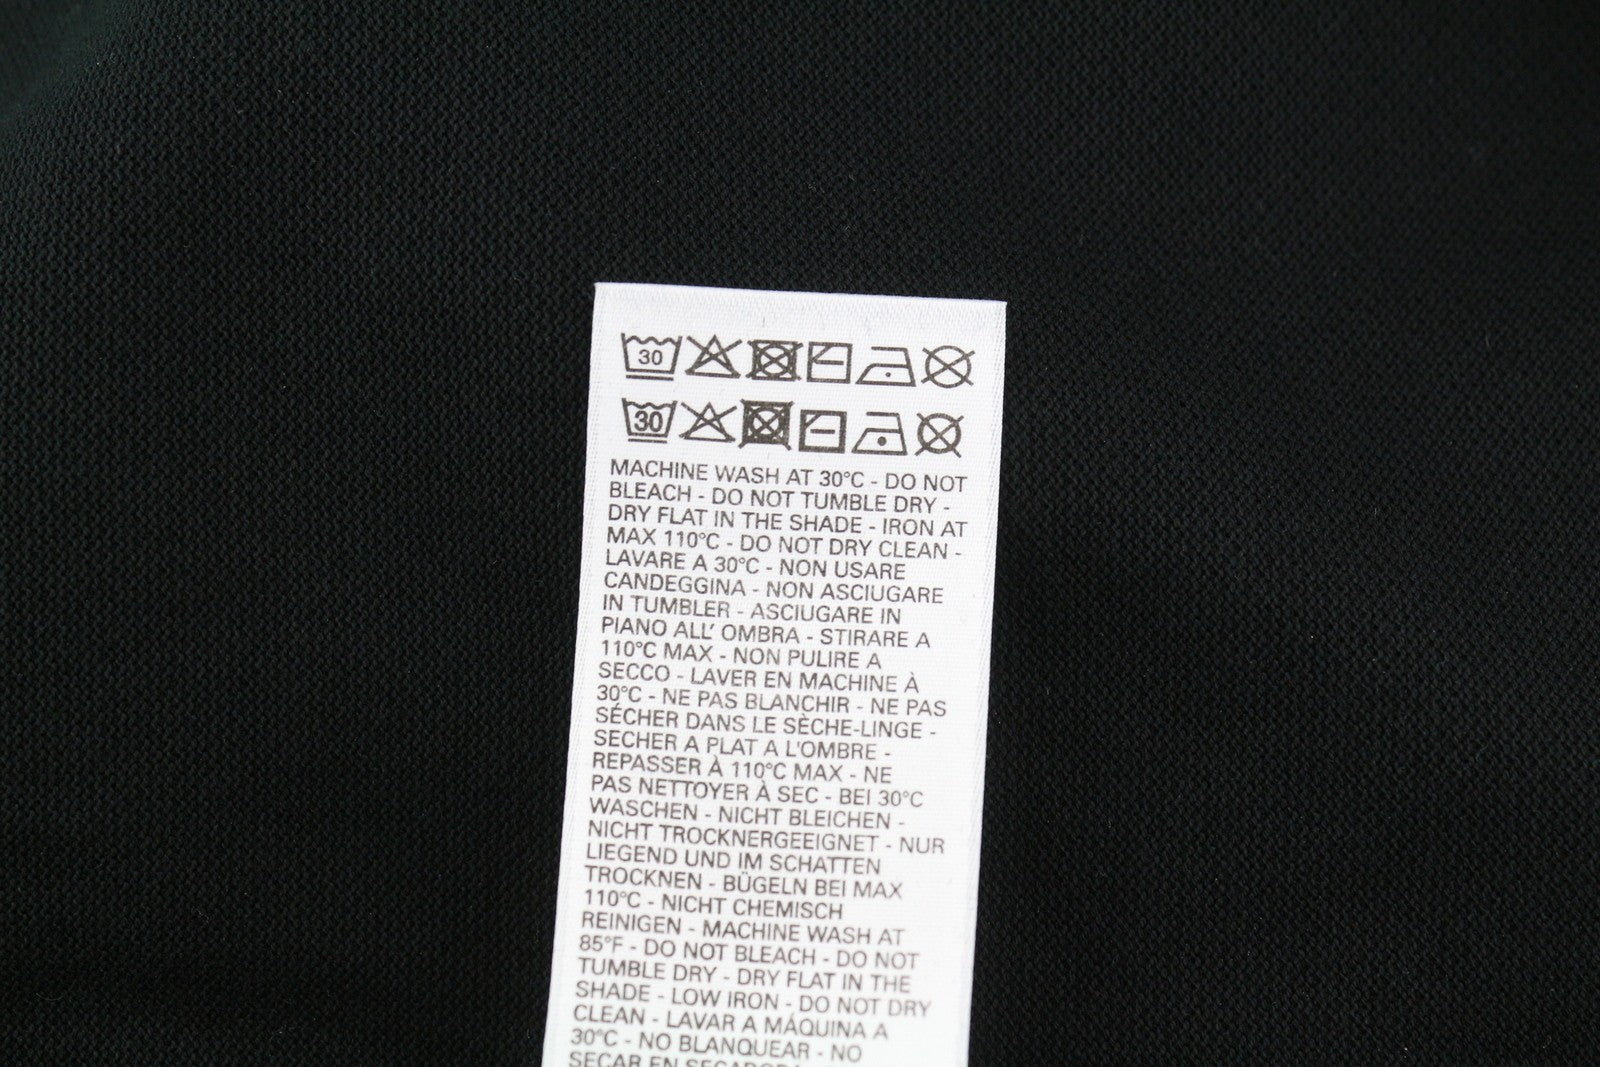 30
30
MACHINE WASH AT 30°C - DO NOT
BLEACH - DO NOT TUMBLE DRY -
DRY FLAT IN THE SHADE - IRON AT
MAX 110°C - DO NOT DRY CLEAN -
LAVARE A 30°C - NON USARE
CANDEGGINA - NON ASCIUGARE
IN TUMBLER - ASCIUGARE IN
PIANO ALL' OMBRA - STIRARE A
110°C MAX - NON PULIRE A
SECCO - LAVER EN MACHINE À
30°C - NE PAS BLANCHIR - NE PAS
SÉCHER DANS LE SÈCHE-LINGE -
SECHER A PLAT A L'OMBRE -
REPASSER À 110°C MAX - NE
PAS NETTOYER À SEC - BEI 30°C
WASCHEN - NICHT BLEICHEN -
NICHT TROCKNERGEEIGNET - NUR
LIEGEND UND IM SCHATTEN
TROCKNEN - BÜGELN BEI MAX
110°C - NICHT CHEMISCH
REINIGEN - MACHINE WASH AT
85°F - DO NOT BLEACH - DO NOT
TUMBLE DRY - DRY FLAT IN THE
SHADE - LOW IRON - DO NOT DRY
CLEAN - LAVAR A MÁQUINA A
30°C - NO BLANQUEAR - NO
SECAR EN